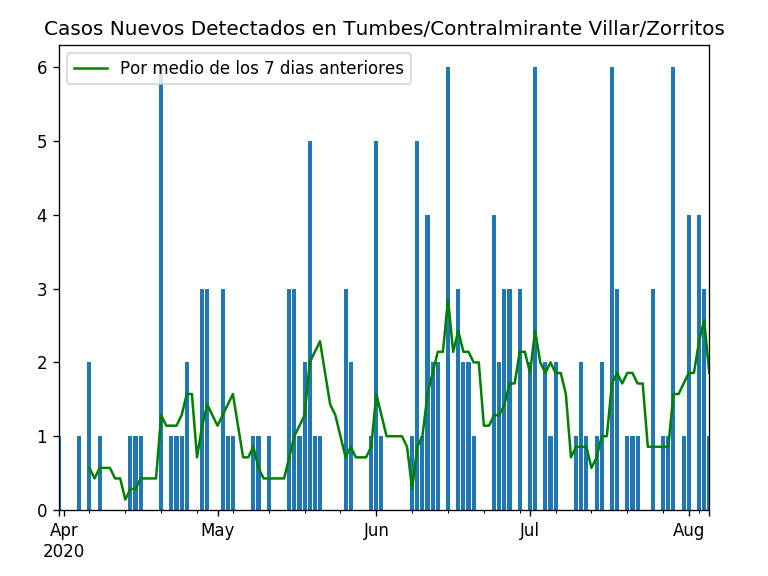 Casos Nuevos Detectados en Tumbes/Contralmirante Villar/Zorritos
Por medio de los 7 dias anteriores
6
5
4
3
2
1
0
Apr May Jun Jul Aug
2020